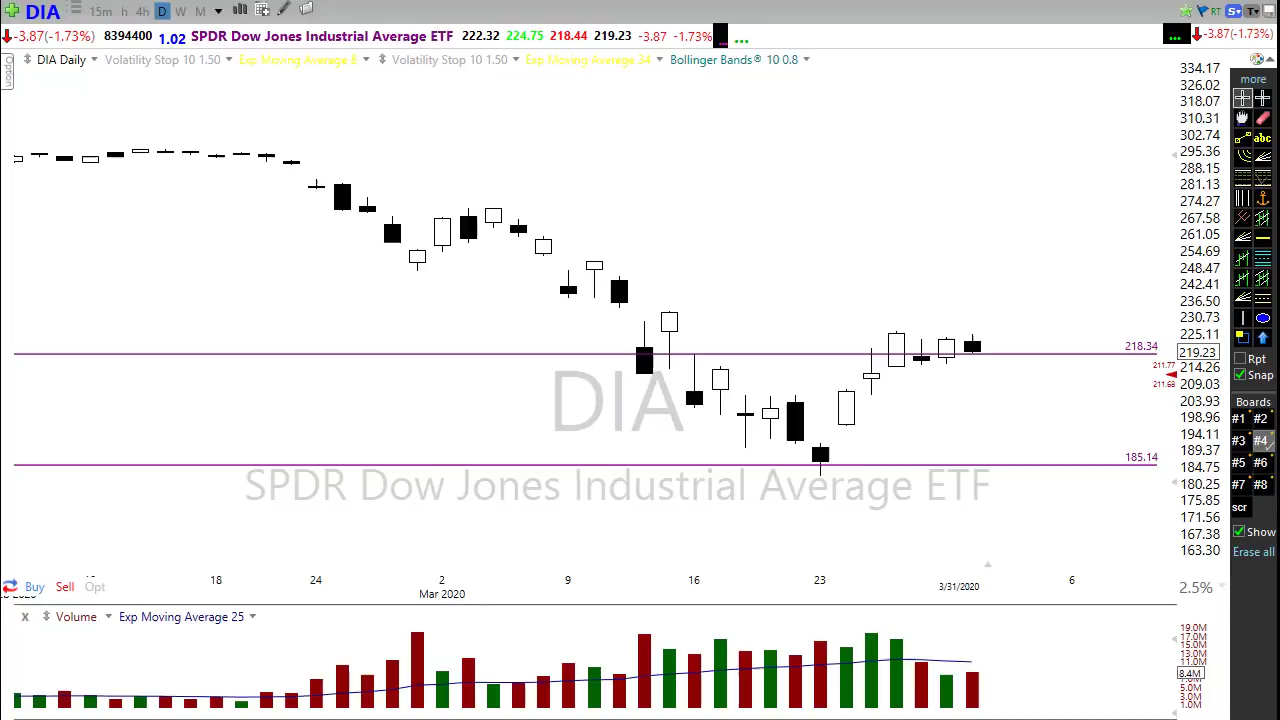 DIA 15m h 4h D W M RT S T
-3.87(-1.73%) 8394400 1.02 SPDR Dow Jones Industrial Average ETF 222.32 224.75 218.44 219.23 -3.87 -1.73% ... ... -3.87(-1.73%)
Option DIA Daily Volatility Stop 10 1.50 Exp Moving Average 8 Volatility Stop 10 1.50 Exp Moving Average 34 Bollinger Bands® 10 0.8
334.17
326.02
318.07
310.31
302.74
295.36
288.15
281.13
274.27
267.58
261.05
254.69
248.47
242.41
236.50
230.73
225.11
218.34
219.23
211.77
214.26
211.68
209.03
203.93
198.96
194.11
189.37
185.14
184.75
180.25
175.85
171.56
167.38
163.30
DIA
SPDR Dow Jones Industrial Average ETF
more
abc
Rpt
Snap
Boards
#1 #2
#3 #4
#5 #6
#7 #8
scr
Show
Erase all
18 24 2 9 16 23 3/31/2020 6
Mar 2020
Buy Sell Opt
2.5%
X Volume Exp Moving Average 25
19.0M
17.0M
15.0M
13.0M
11.0M
8.4M
5.0M
3.0M
1.0M